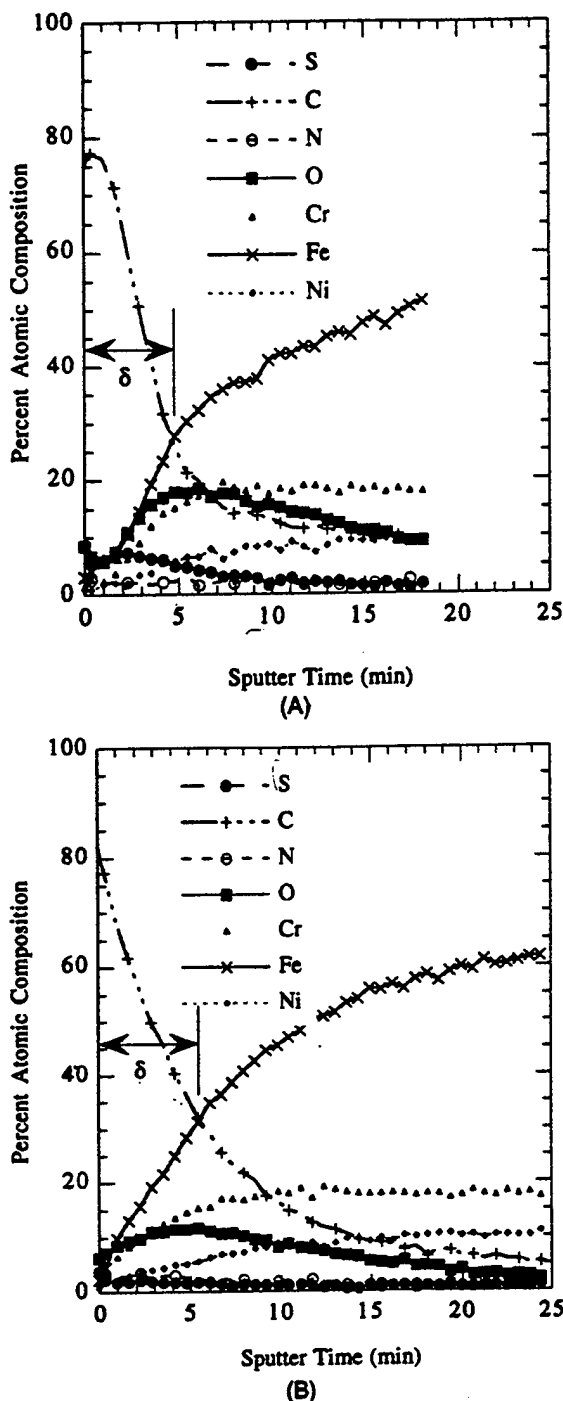 100
80
60
40
20
0
Percent Atomic Composition
S
C
N
O
Cr
Fe
Ni
δ
0 5 10 15 20 25
Sputter Time (min)
(A)
100
80
60
40
20
0
Percent Atomic Composition
S
C
N
O
Cr
Fe
Ni
δ
0 5 10 15 20 25
Sputter Time (min)
(B)